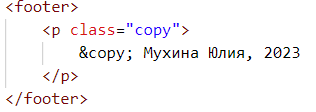 <footer>
<p class="copy">
&copy; Мухина Юлия, 2023
</p>
</footer>